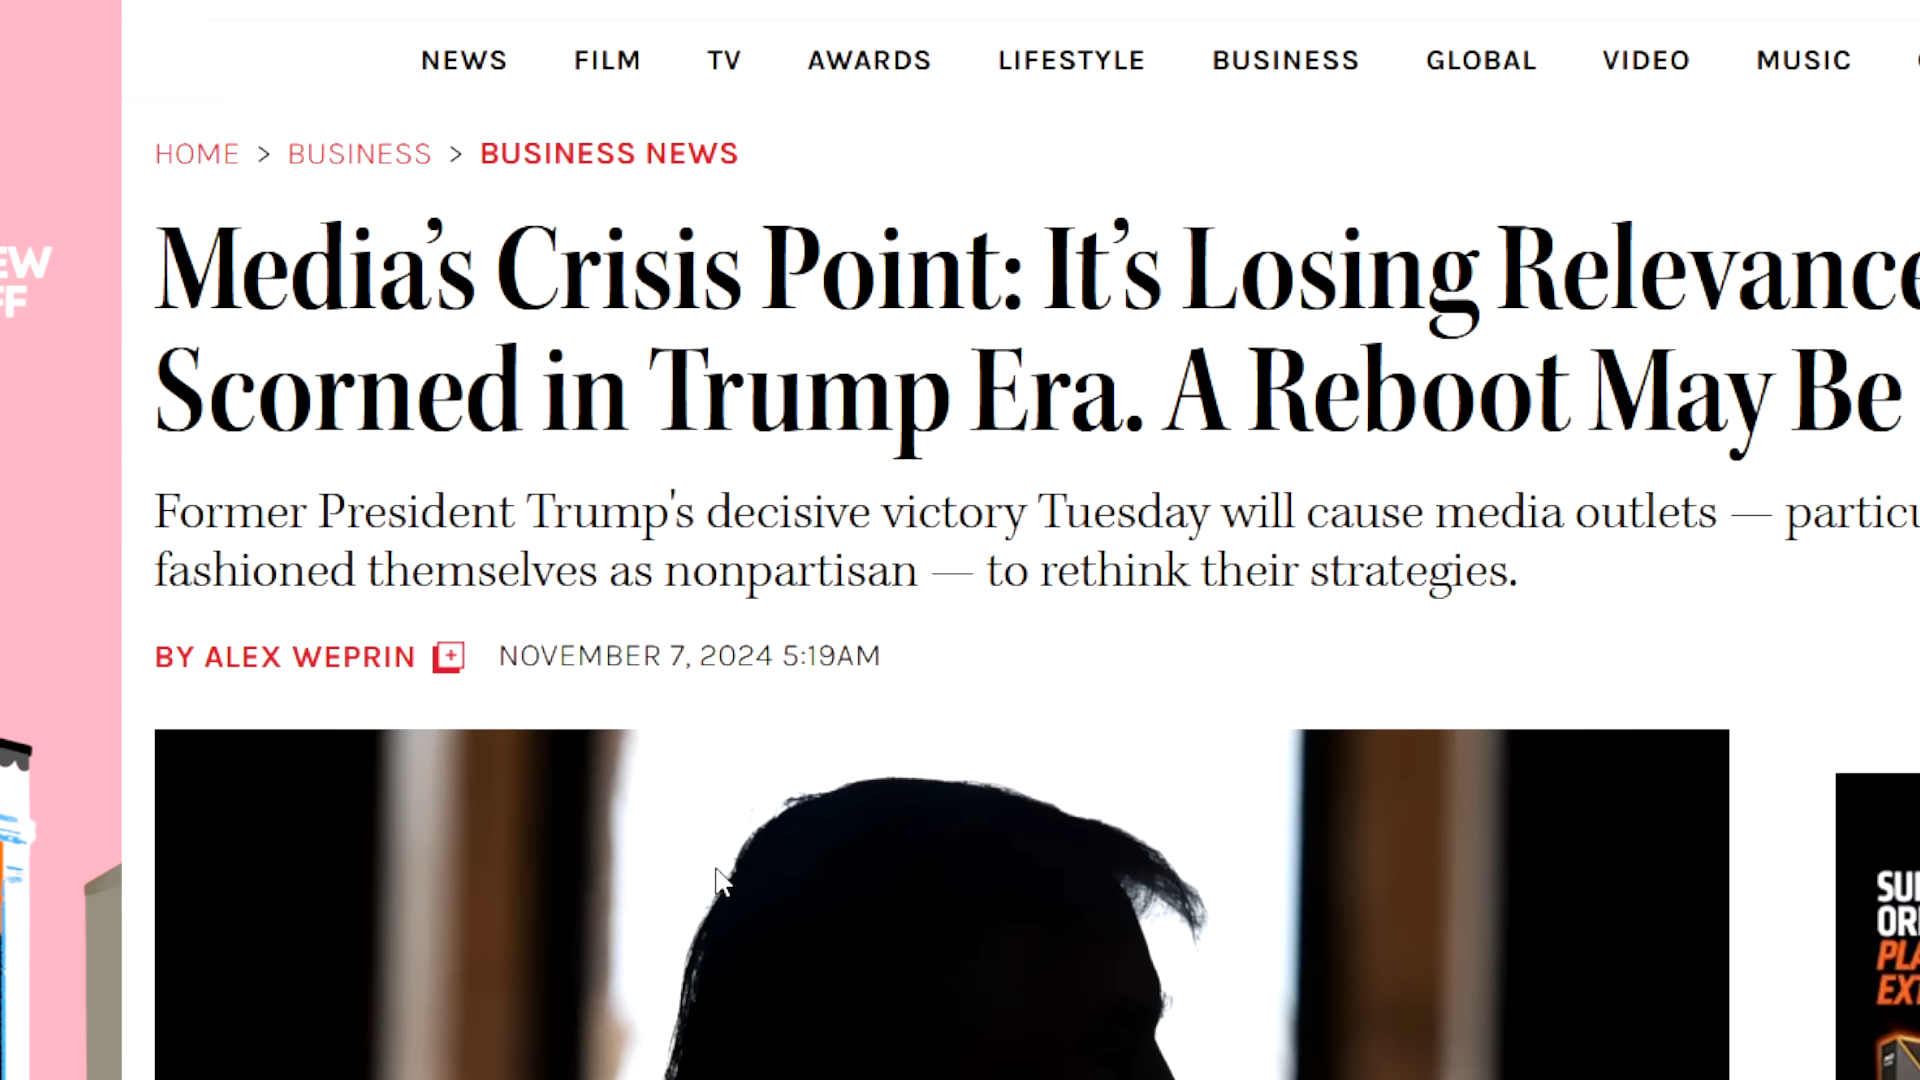 NEWS FILM TV AWARDS LIFESTYLE BUSINESS GLOBAL VIDEO MUSIC
HOME > BUSINESS > BUSINESS NEWS
Media’s Crisis Point: It’s Losing Relevance
Scorned in Trump Era. A Reboot May Be
Former President Trump's decisive victory Tuesday will cause media outlets —
fashioned themselves as nonpartisan — to rethink their strategies.
BY ALEX WEPRIN NOVEMBER 7, 2024 5:19AM